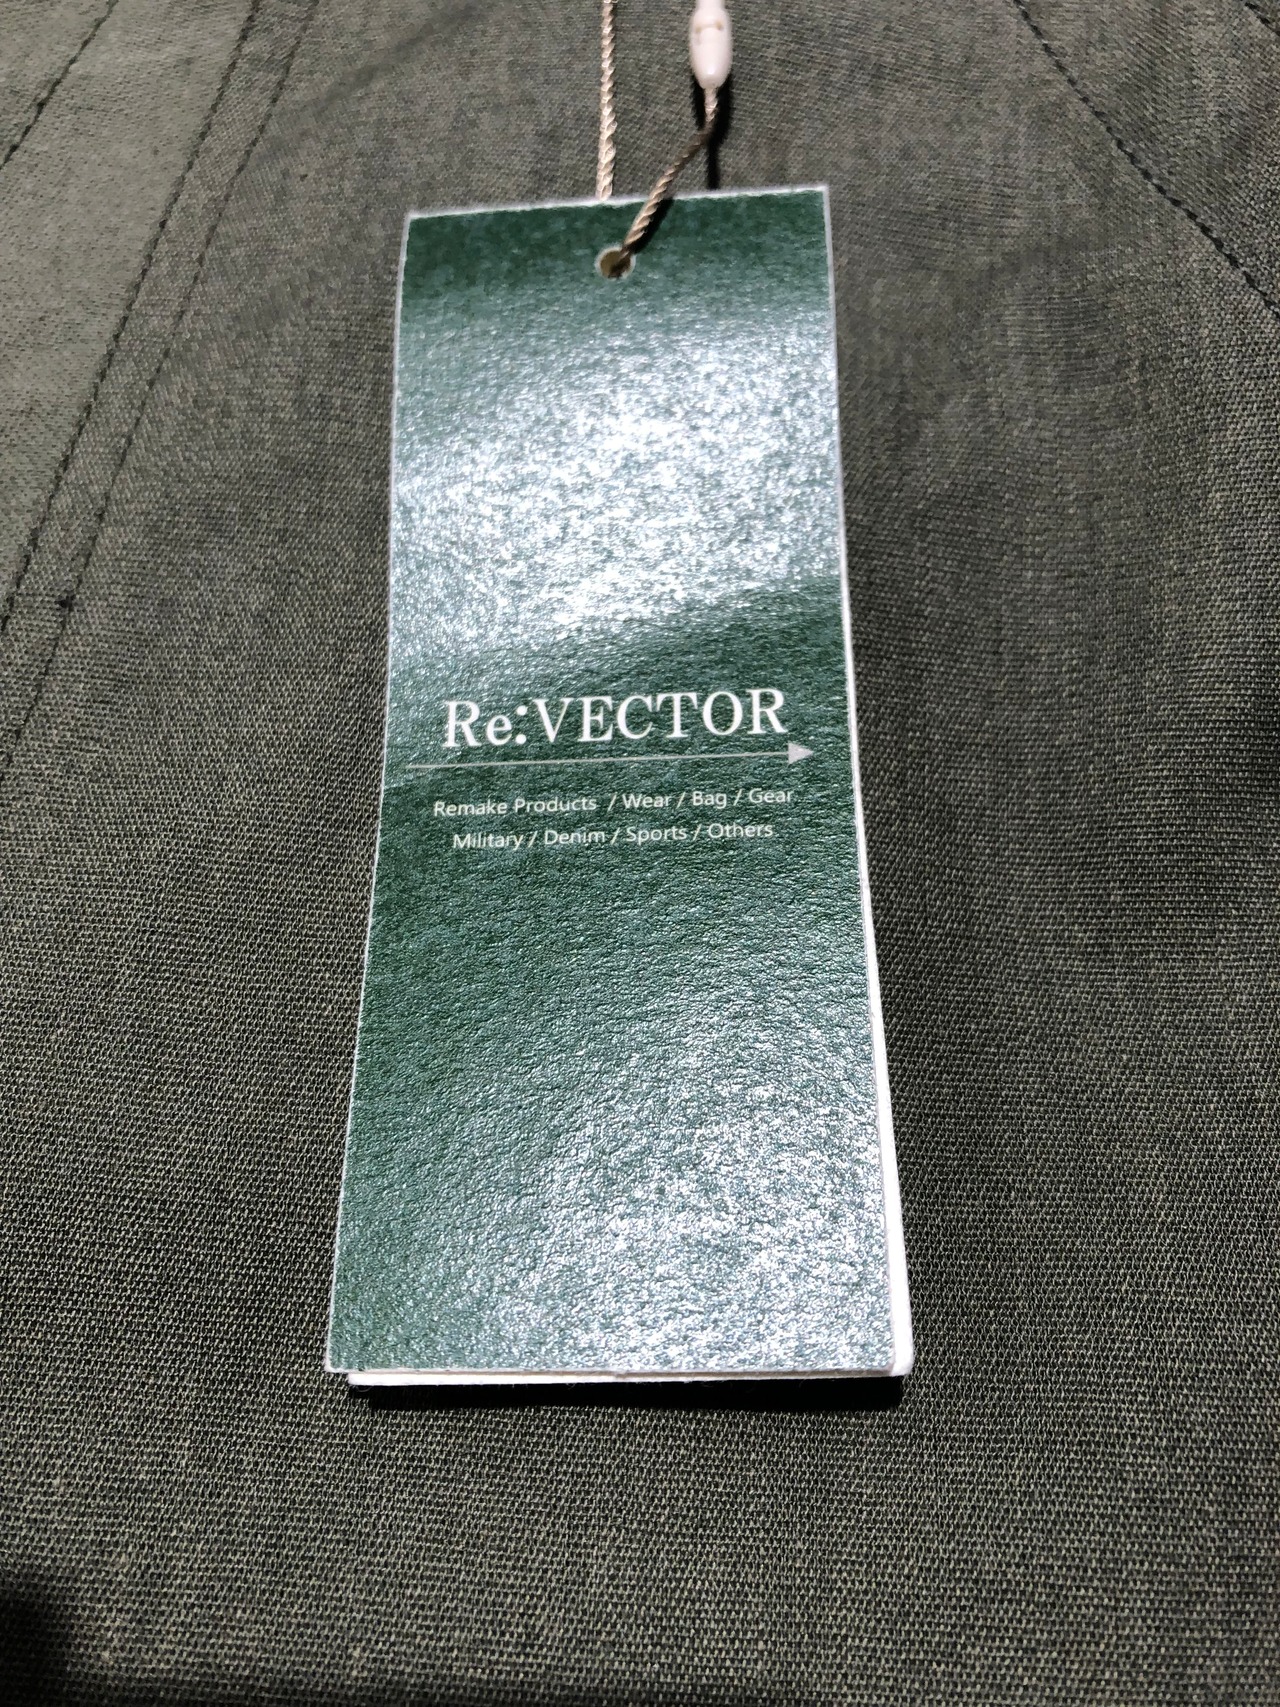 Re:VECTOR
Remake Products / Wear / Bag / Gear
Military / Denim / Sports / Others